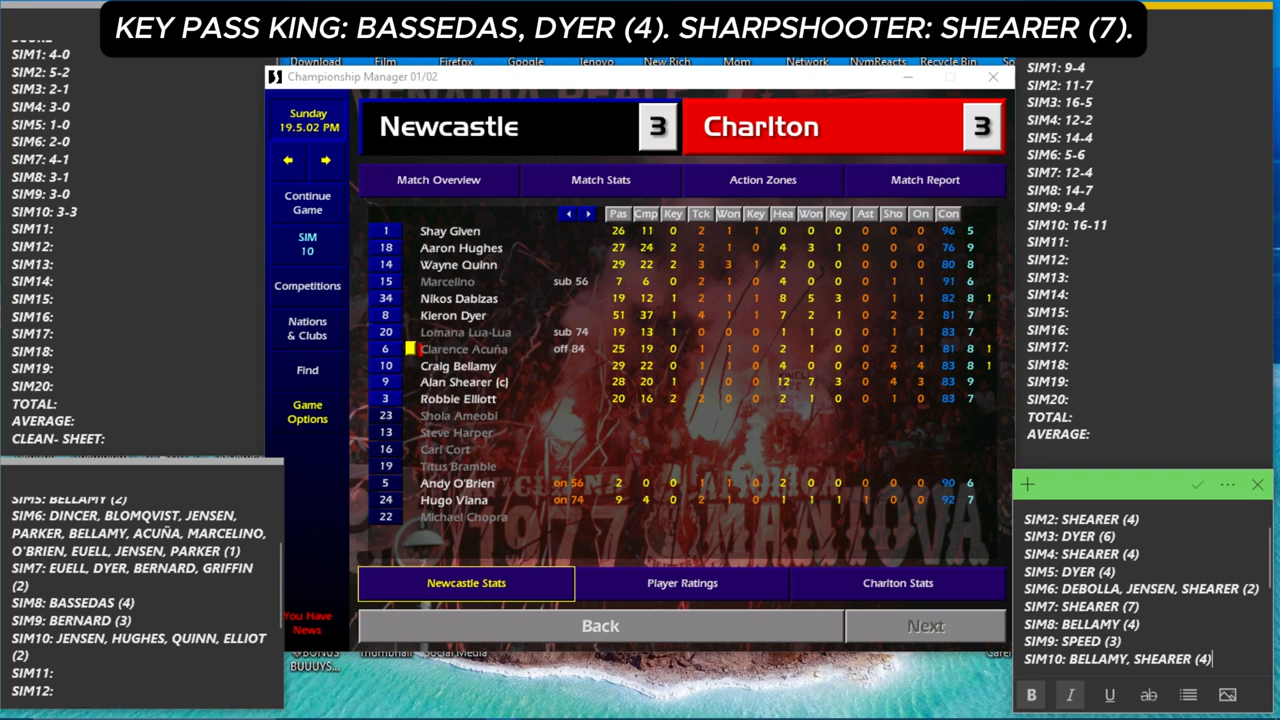 KEY PASS KING: BASSEDAS, DYER (4). SHARPSHOOTER: SHEARER (7).
Download Film Firefox Google lenovo New Rich Mom Network NymReacts Recycle Bin
SIM1: 4-0
SIM2: 5-2
SIM3: 2-1
SIM4: 3-0
SIM5: 1-0
SIM6: 2-0
SIM7: 4-1
SIM8: 3-1
SIM9: 3-0
SIM10: 3-3
SIM11:
SIM12:
SIM13:
SIM14:
SIM15:
SIM16:
SIM17:
SIM18:
SIM19:
SIM20:
TOTAL:
AVERAGE:
CLEAN- SHEET:
SIM5: BELLAMY (2)
SIM6: DINCER, BLOMQVIST, JENSEN,
PARKER, BELLAMY, ACUÑA, MARCELINO,
O'BRIEN, EUELL, JENSEN, PARKER (1)
SIM7: EUELL, DYER, BERNARD, GRIFFIN
(2)
SIM8: BASSEDAS (4)
SIM9: BERNARD (3)
SIM10: JENSEN, HUGHES, QUINN, ELLIOT
(2)
SIM11:
SIM12:
Championship Manager 01/02
Sunday
19.5.02 PM
Continue
Game
SIM
10
Competitions
Nations
& Clubs
Find
Game
Options
You Have
News
Newcastle 3 Charlton 3
Match Overview Match Stats Action Zones Match Report
Pas Cmp Key Tck Won Key Hea Won Key Ast Sho On Con
1 Shay Given 26 11 0 2 1 1 0 0 0 0 0 0 96 5
18 Aaron Hughes 27 24 2 2 1 0 4 3 1 0 0 0 76 9
14 Wayne Quinn 29 22 2 3 3 1 2 0 0 0 0 0 80 8
15 Marcelino sub 56 7 6 0 2 1 0 4 0 0 0 1 1 91 6
34 Nikos Dabizas 19 12 1 2 1 1 8 5 3 0 1 1 82 8 1
8 Kieron Dyer 51 37 1 4 1 1 7 2 1 0 2 2 81 7
20 Lomana Lua-Lua sub 74 19 13 1 0 0 0 1 1 0 0 1 0 83 7
6 Clarence Acuña off 84 25 19 0 1 1 0 2 1 0 0 2 1 81 8 1
10 Craig Bellamy 29 22 0 1 1 0 4 0 0 0 4 4 83 8 1
9 Alan Shearer (c) 28 20 1 1 0 0 12 7 3 0 4 3 83 9
3 Robbie Elliott 20 16 2 2 0 0 2 1 0 0 1 0 83 7
23 Shola Ameobi
13 Steve Harper
16 Carl Cort
19 Titus Bramble
5 Andy O'Brien on 56 2 0 0 1 0 0 2 0 0 0 0 0 90 6
24 Hugo Viana on 74 9 4 0 2 1 0 1 1 1 1 0 0 92 7
22 Michael Chopra
Newcastle Stats Player Ratings Charlton Stats
Back Next
Social Media
BUUUYS...
SIM1: 9-4
SIM2: 11-7
SIM3: 16-5
SIM4: 12-2
SIM5: 14-4
SIM6: 5-6
SIM7: 12-4
SIM8: 14-7
SIM9: 9-4
SIM10: 16-11
SIM11:
SIM12:
SIM13:
SIM14:
SIM15:
SIM16:
SIM17:
SIM18:
SIM19:
SIM20:
TOTAL:
AVERAGE:
SIM2: SHEARER (4)
SIM3: DYER (6)
SIM4: SHEARER (4)
SIM5: DYER (4)
SIM6: DEBOLLA, JENSEN, SHEARER (2)
SIM7: SHEARER (7)
SIM8: BELLAMY (4)
SIM9: SPEED (3)
SIM10: BELLAMY, SHEARER (4)
B I U ab